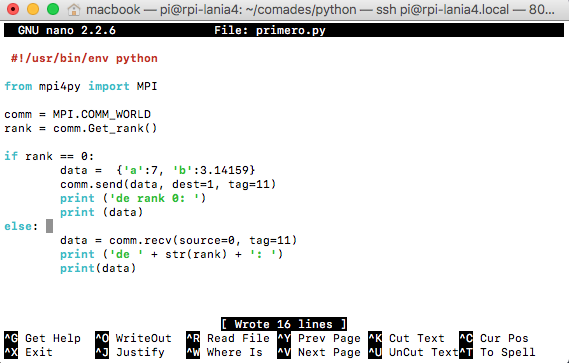 macbook — pi@rpi-lania4: ~/comades/python — ssh pi@rpi-lania4.local — 80...
GNU nano 2.2.6 File: primero.py
#!/usr/bin/env python
from mpi4py import MPI
comm = MPI.COMM_WORLD
rank = comm.Get_rank()
if rank == 0:
        data =  {'a':7, 'b':3.14159}
        comm.send(data, dest=1, tag=11)
        print ('de rank 0: ')
        print (data)
else:
        data = comm.recv(source=0, tag=11)
        print ('de ' + str(rank) + ': ')
        print(data)
[ Wrote 16 lines ]
^G Get Help ^O WriteOut ^R Read File ^Y Prev Page ^K Cut Text ^C Cur Pos
^X Exit ^J Justify ^W Where Is ^V Next Page ^U UnCut Text ^T To Spell